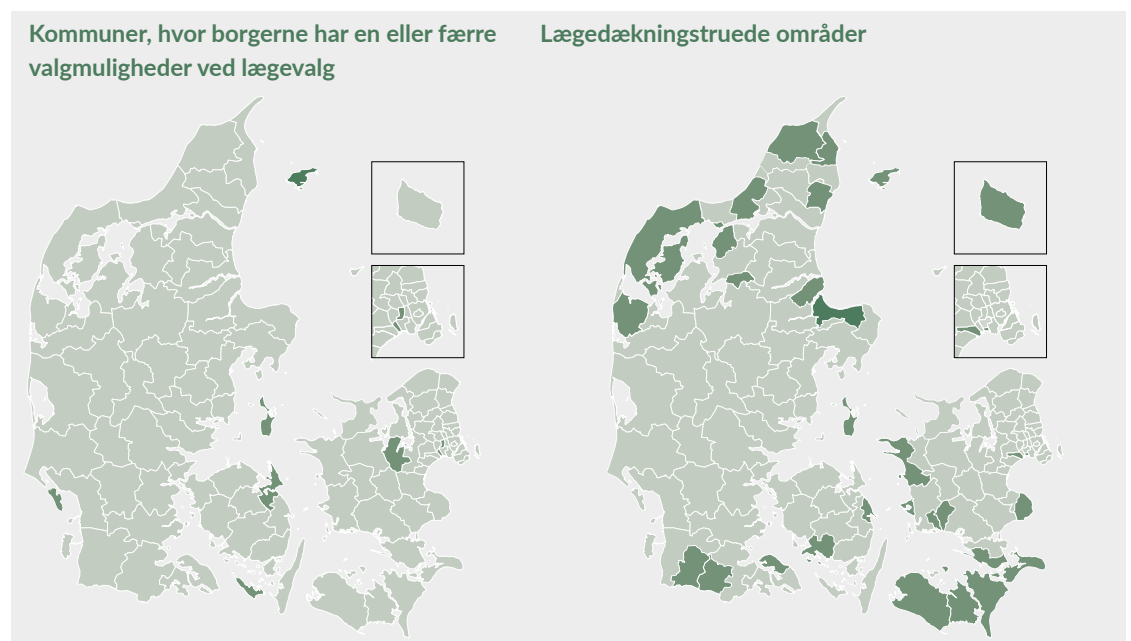 Kommuner, hvor borgerne har en eller færre
valgmuligheder ved lægevalg
Lægedækningstruede områder